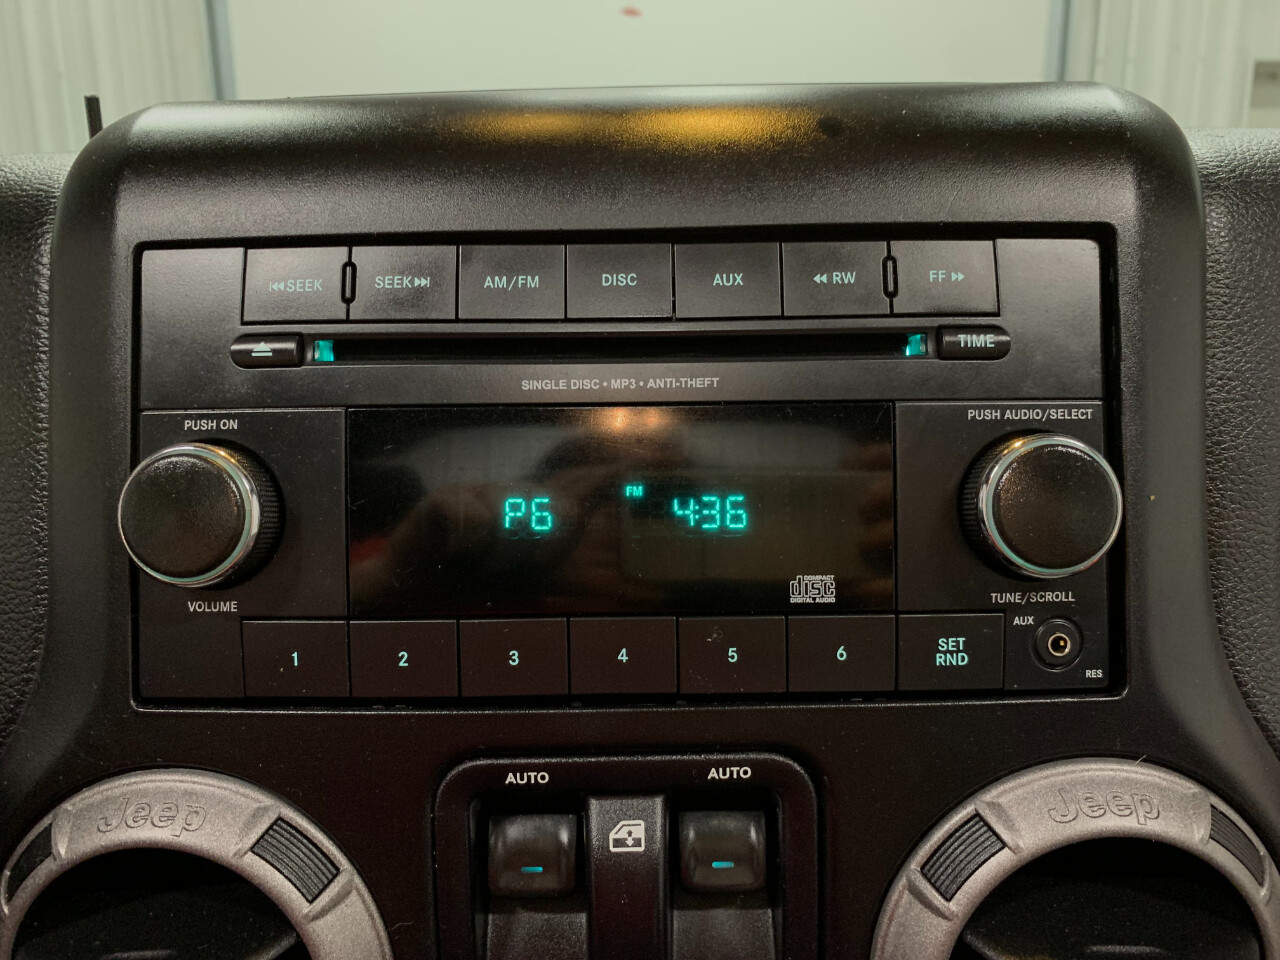 SEEK
SEEK
AM/FM
DISC
AUX
RW
FF
TIME
SINGLE DISC • MP3 • ANTI-THEFT
PUSH ON
PUSH AUDIO/SELECT
P6
FM
4:36
COMPACT
disc
DIGITAL AUDIO
VOLUME
TUNE/SCROLL
1
2
3
4
5
6
SET
RND
AUX
RES
AUTO
AUTO
Jeep
Jeep